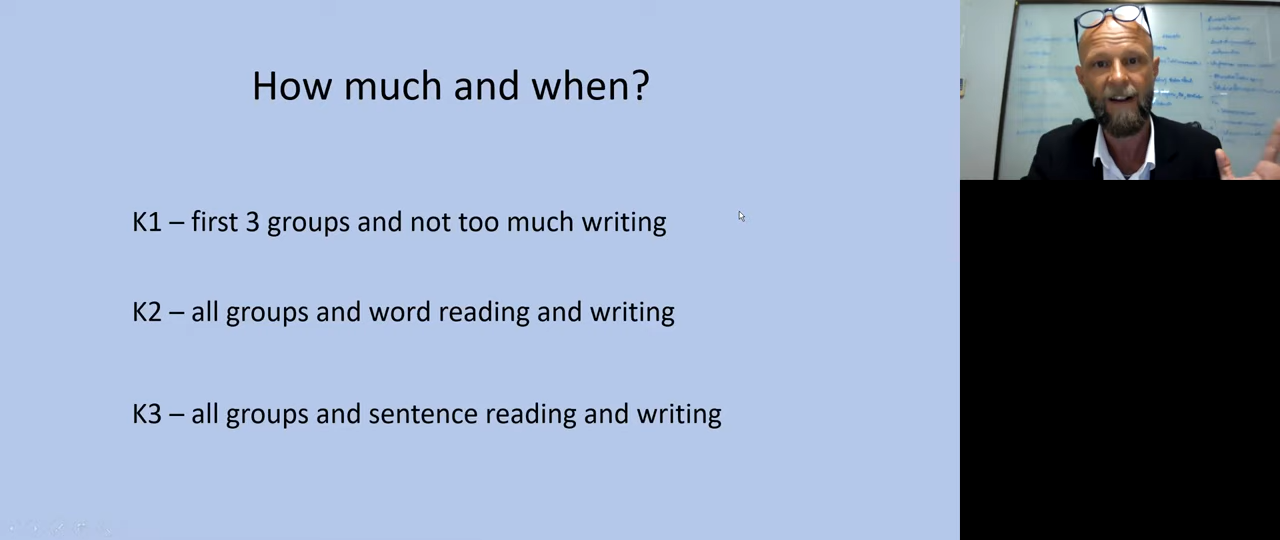 How much and when?
K1 – first 3 groups and not too much writing
K2 – all groups and word reading and writing
K3 – all groups and sentence reading and writing